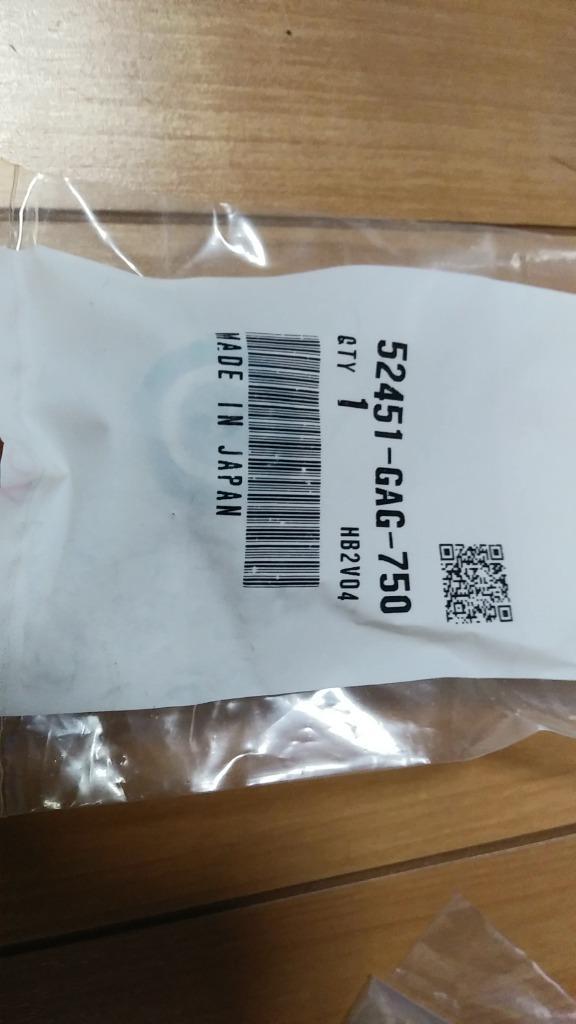 52451-GAG-750
QTY 1 HB2V04
MADE IN JAPAN